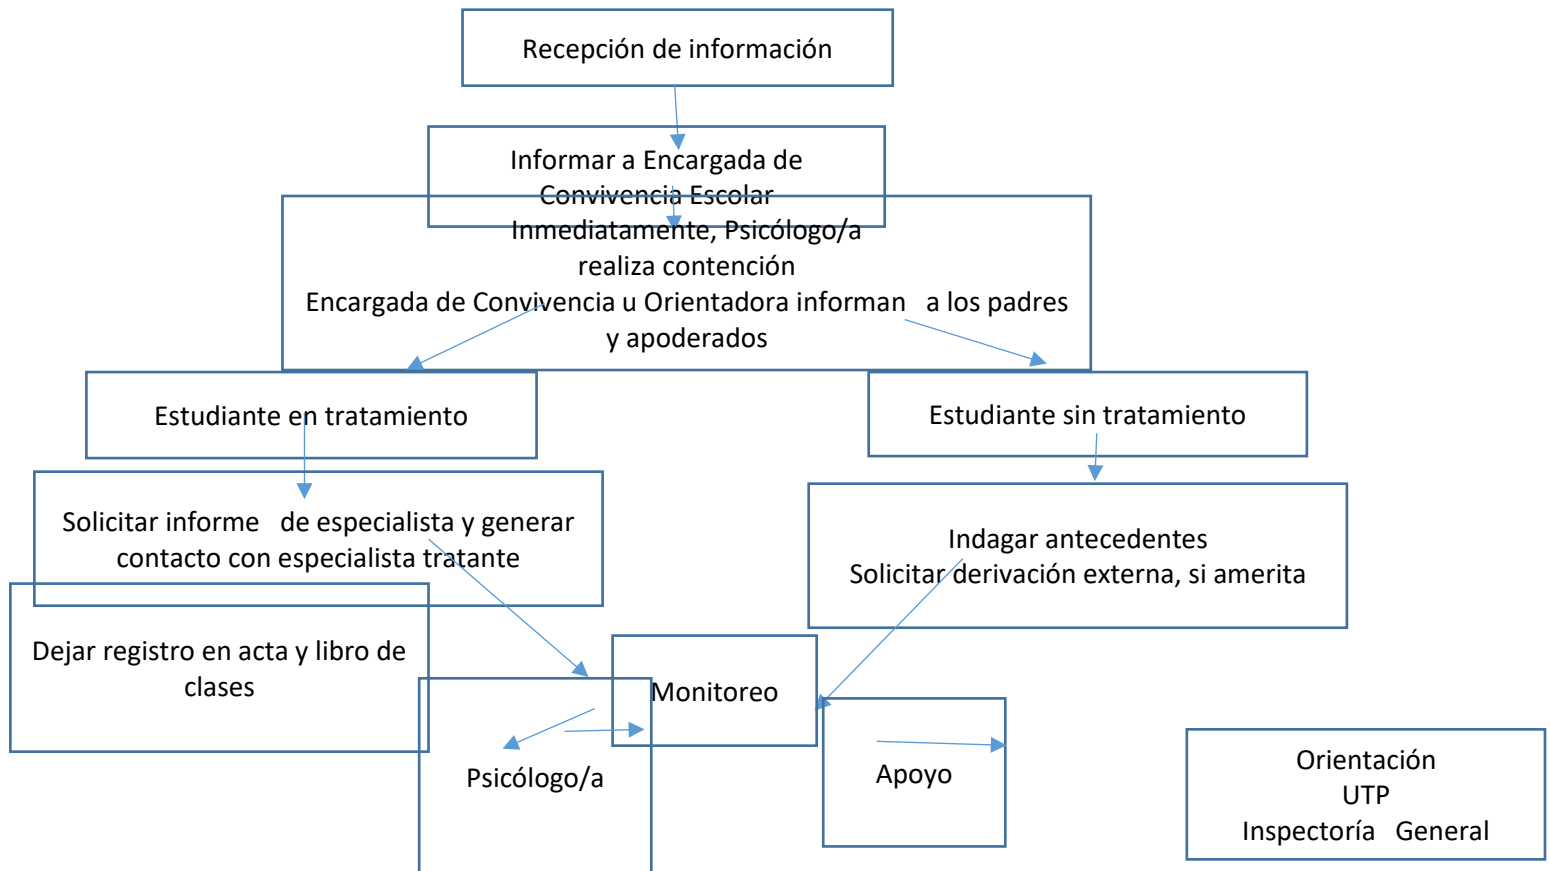 Recepción de información
Informar a Encargada de
Convivencia Escolar
Inmediatamente, Psicólogo/a
realiza contención
Encargada de Convivencia u Orientadora informan a los padres
y apoderados
Estudiante en tratamiento
Estudiante sin tratamiento
Solicitar informe de especialista y generar
contacto con especialista tratante
Indagar antecedentes
Solicitar derivación externa, si amerita
Dejar registro en acta y libro de
clases
Monitoreo
Psicólogo/a
Apoyo
Orientación
UTP
Inspectoría General